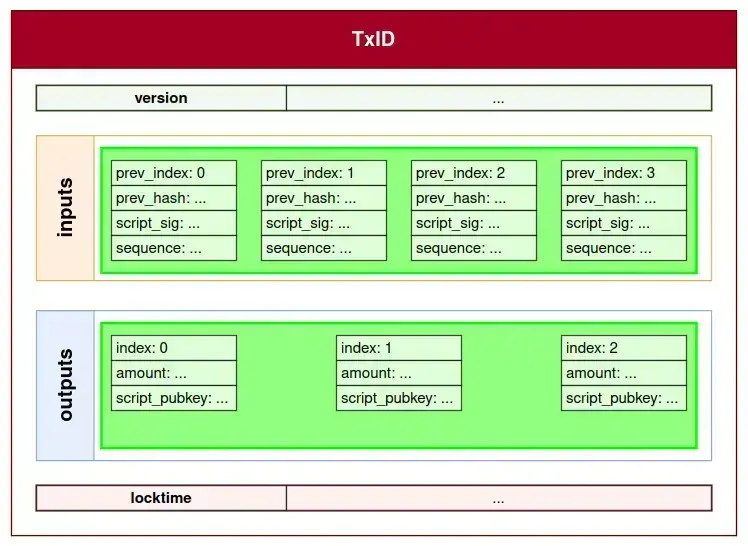 TxID
version ...
inputs
prev_index: 0 prev_index: 1 prev_index: 2 prev_index: 3
prev_hash: ... prev_hash: ... prev_hash: ... prev_hash: ...
script_sig: ... script_sig: ... script_sig: ... script_sig: ...
sequence: ... sequence: ... sequence: ... sequence: ...
outputs
index: 0 index: 1 index: 2
amount: ... amount: ... amount: ...
script_pubkey: ... script_pubkey: ... script_pubkey: ...
locktime ...